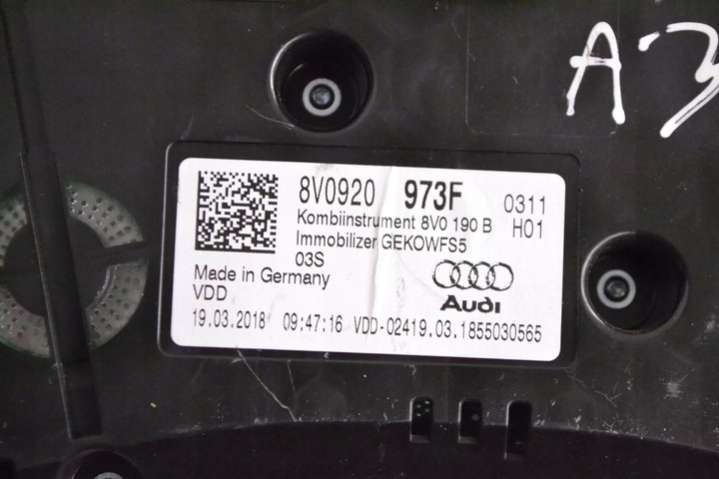 A3
8V0920 973F 0311
Kombiinstrument 8V0 190 B H01
Immobilizer GEKOWFS5
03S
Made in Germany
VDD
Audi
19.03.2018 09:47:16 VDD-02419.03.1855030565